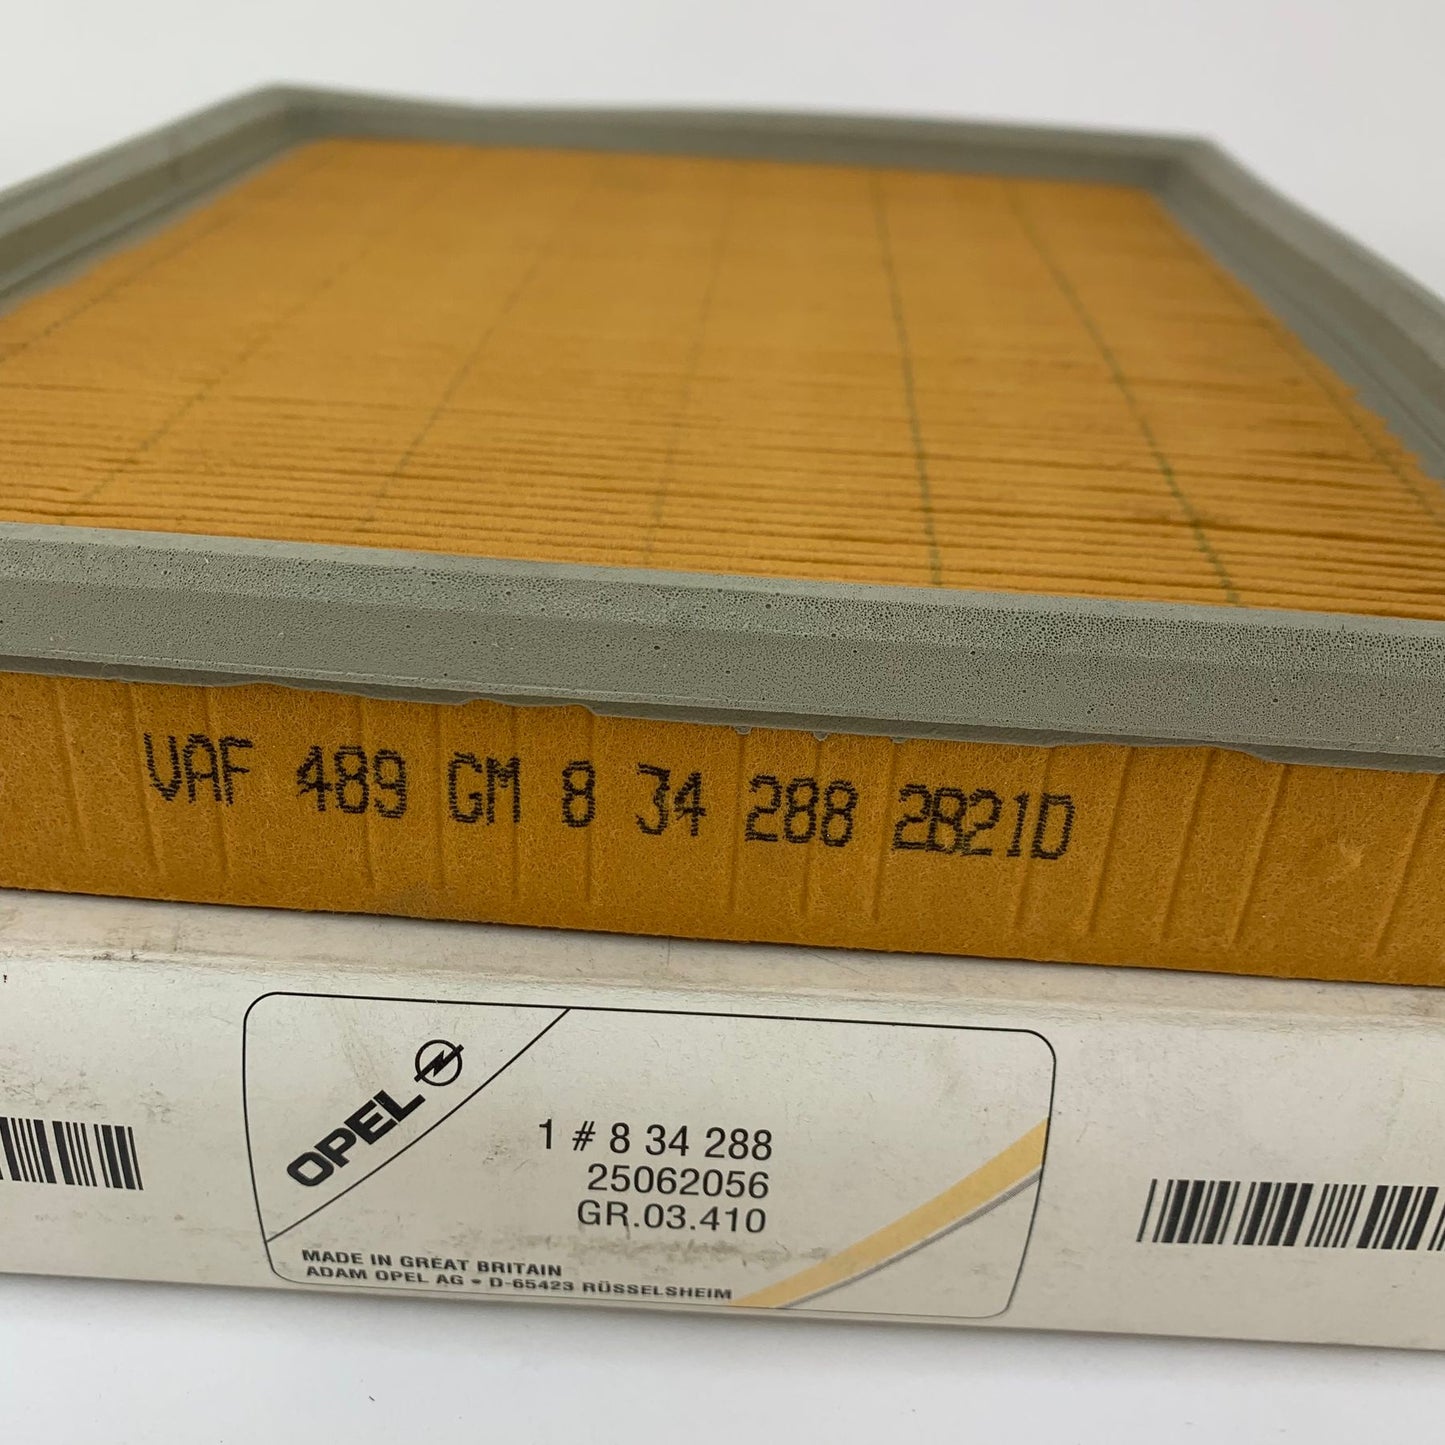 VAF 489 GM 8 34 288 2821D
OPEL
1 # 8 34 288
25062056
GR.03.410
MADE IN GREAT BRITAIN
ADAM OPEL AG • D-65423 RÜSSELSHEIM